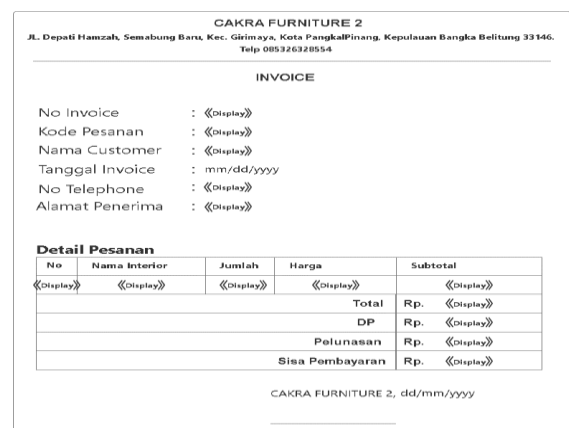 CAKRA FURNITURE 2
JL. Depati Hamzah, Semabung Baru, Kec. Girimaya, Kota PangkalPinang, Kepulauan Bangka Belitung 33146.
Telp 085326328554
INVOICE
No Invoice : 《Display》
Kode Pesanan : 《Display》
Nama Customer : 《Display》
Tanggal Invoice : mm/dd/yyyy
No Telephone : 《Display》
Alamat Penerima : 《Display》
Detail Pesanan
No Nama Interior Jumlah Harga Subtotal
《Display》 《Display》 《Display》 《Display》 《Display》
Total Rp. 《Display》
DP Rp. 《Display》
Pelunasan Rp. 《Display》
Sisa Pembayaran Rp. 《Display》
CAKRA FURNITURE 2, dd/mm/yyyy